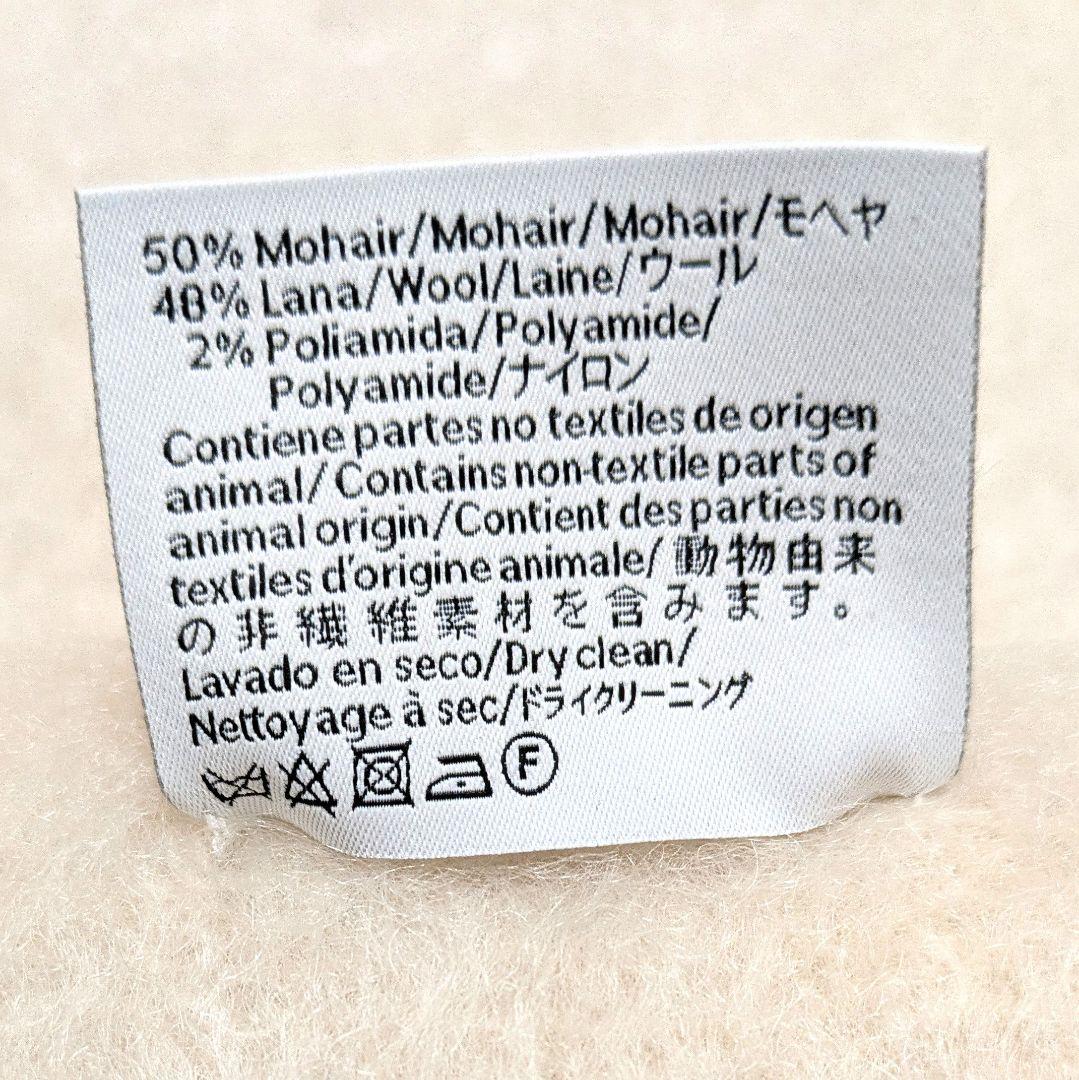 50% Mohair/Mohair/Mohair/モヘヤ
48% Lana/Wool/Laine/ウール
2% Poliamida/Polyamide/
Polyamide/ナイロン
Contiene partes no textiles de origen
animal/Contains non-textile parts of
animal origin/Contient des parties non
textiles d'origine animale/動物由来
の非繊維素材を含みます。
Lavado en seco/Dry clean/
Nettoyage à sec/ドライクリーニング
F